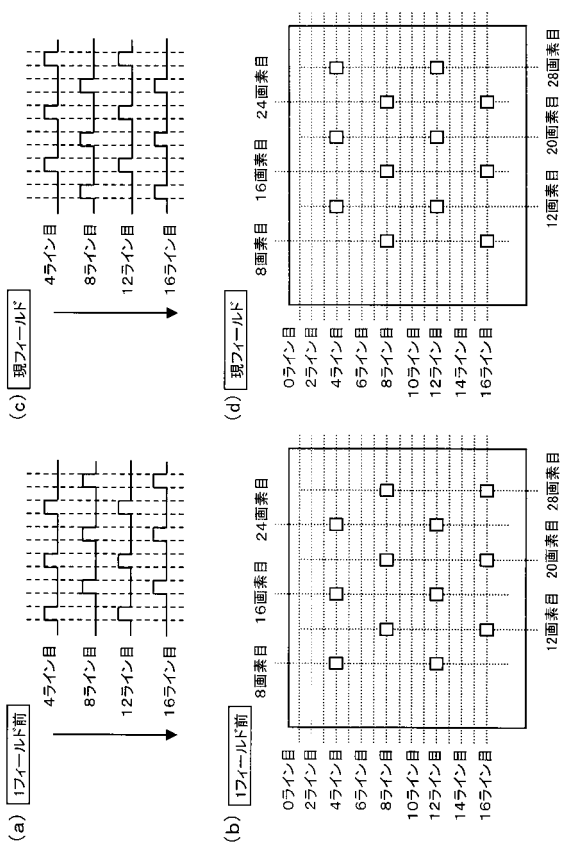 (a) 1フィールド前
4ライン目
8ライン目
12ライン目
16ライン目
(b) 1フィールド前
8画素目
16画素目
24画素目
0ライン目
2ライン目
4ライン目
6ライン目
8ライン目
10ライン目
12ライン目
14ライン目
16ライン目
12画素目
20画素目
28画素目
(c) 現フィールド
4ライン目
8ライン目
12ライン目
16ライン目
(d) 現フィールド
8画素目
16画素目
24画素目
0ライン目
2ライン目
4ライン目
6ライン目
8ライン目
10ライン目
12ライン目
14ライン目
16ライン目
12画素目
20画素目
28画素目